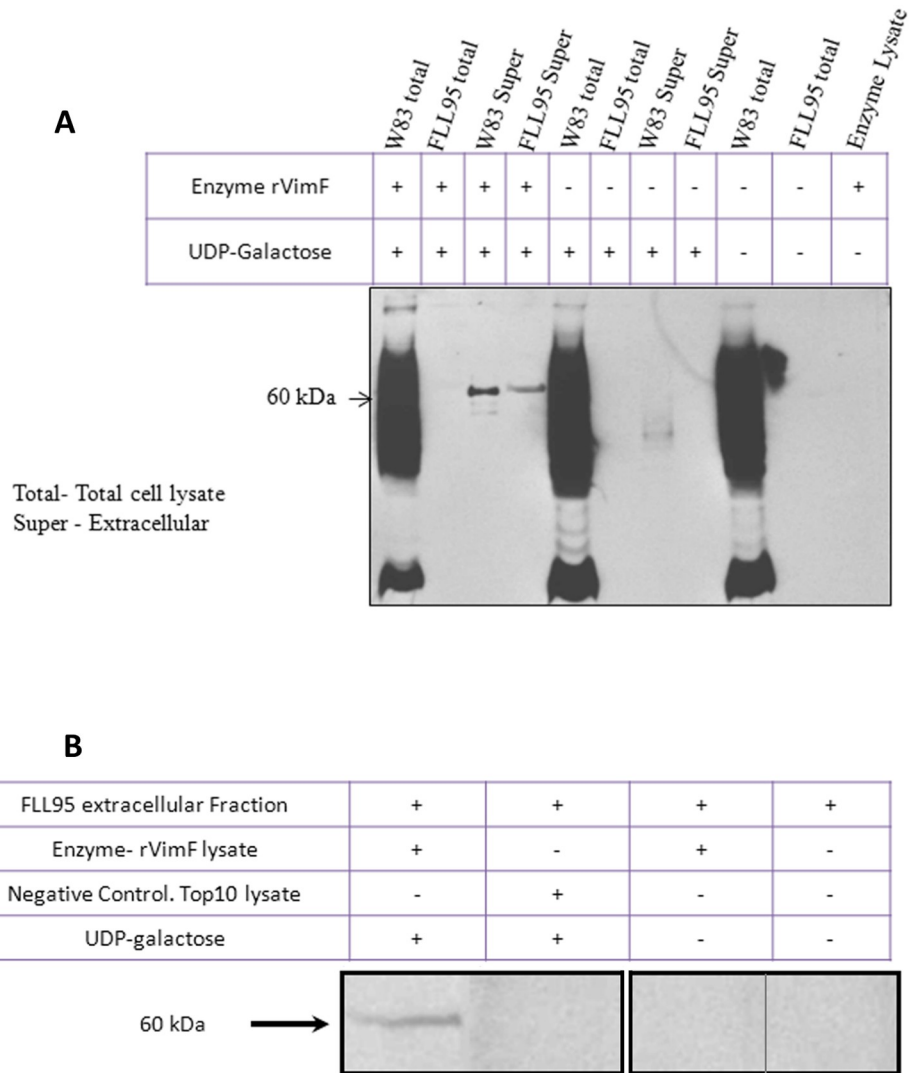 A
W83 total
FLL95 total
W83 Super
FLL95 Super
W83 total
FLL95 total
W83 Super
FLL95 Super
W83 total
FLL95 total
Enzyme Lysate
Enzyme rVimF + + + + - - - - - - +
UDP-Galactose + + + + + + + + - - -
60 kDa
Total- Total cell lysate
Super - Extracellular
B
FLL95 extracellular Fraction + + + +
Enzyme- rVimF lysate + - + -
Negative Control. Top10 lysate - + - -
UDP-galactose + + - -
60 kDa